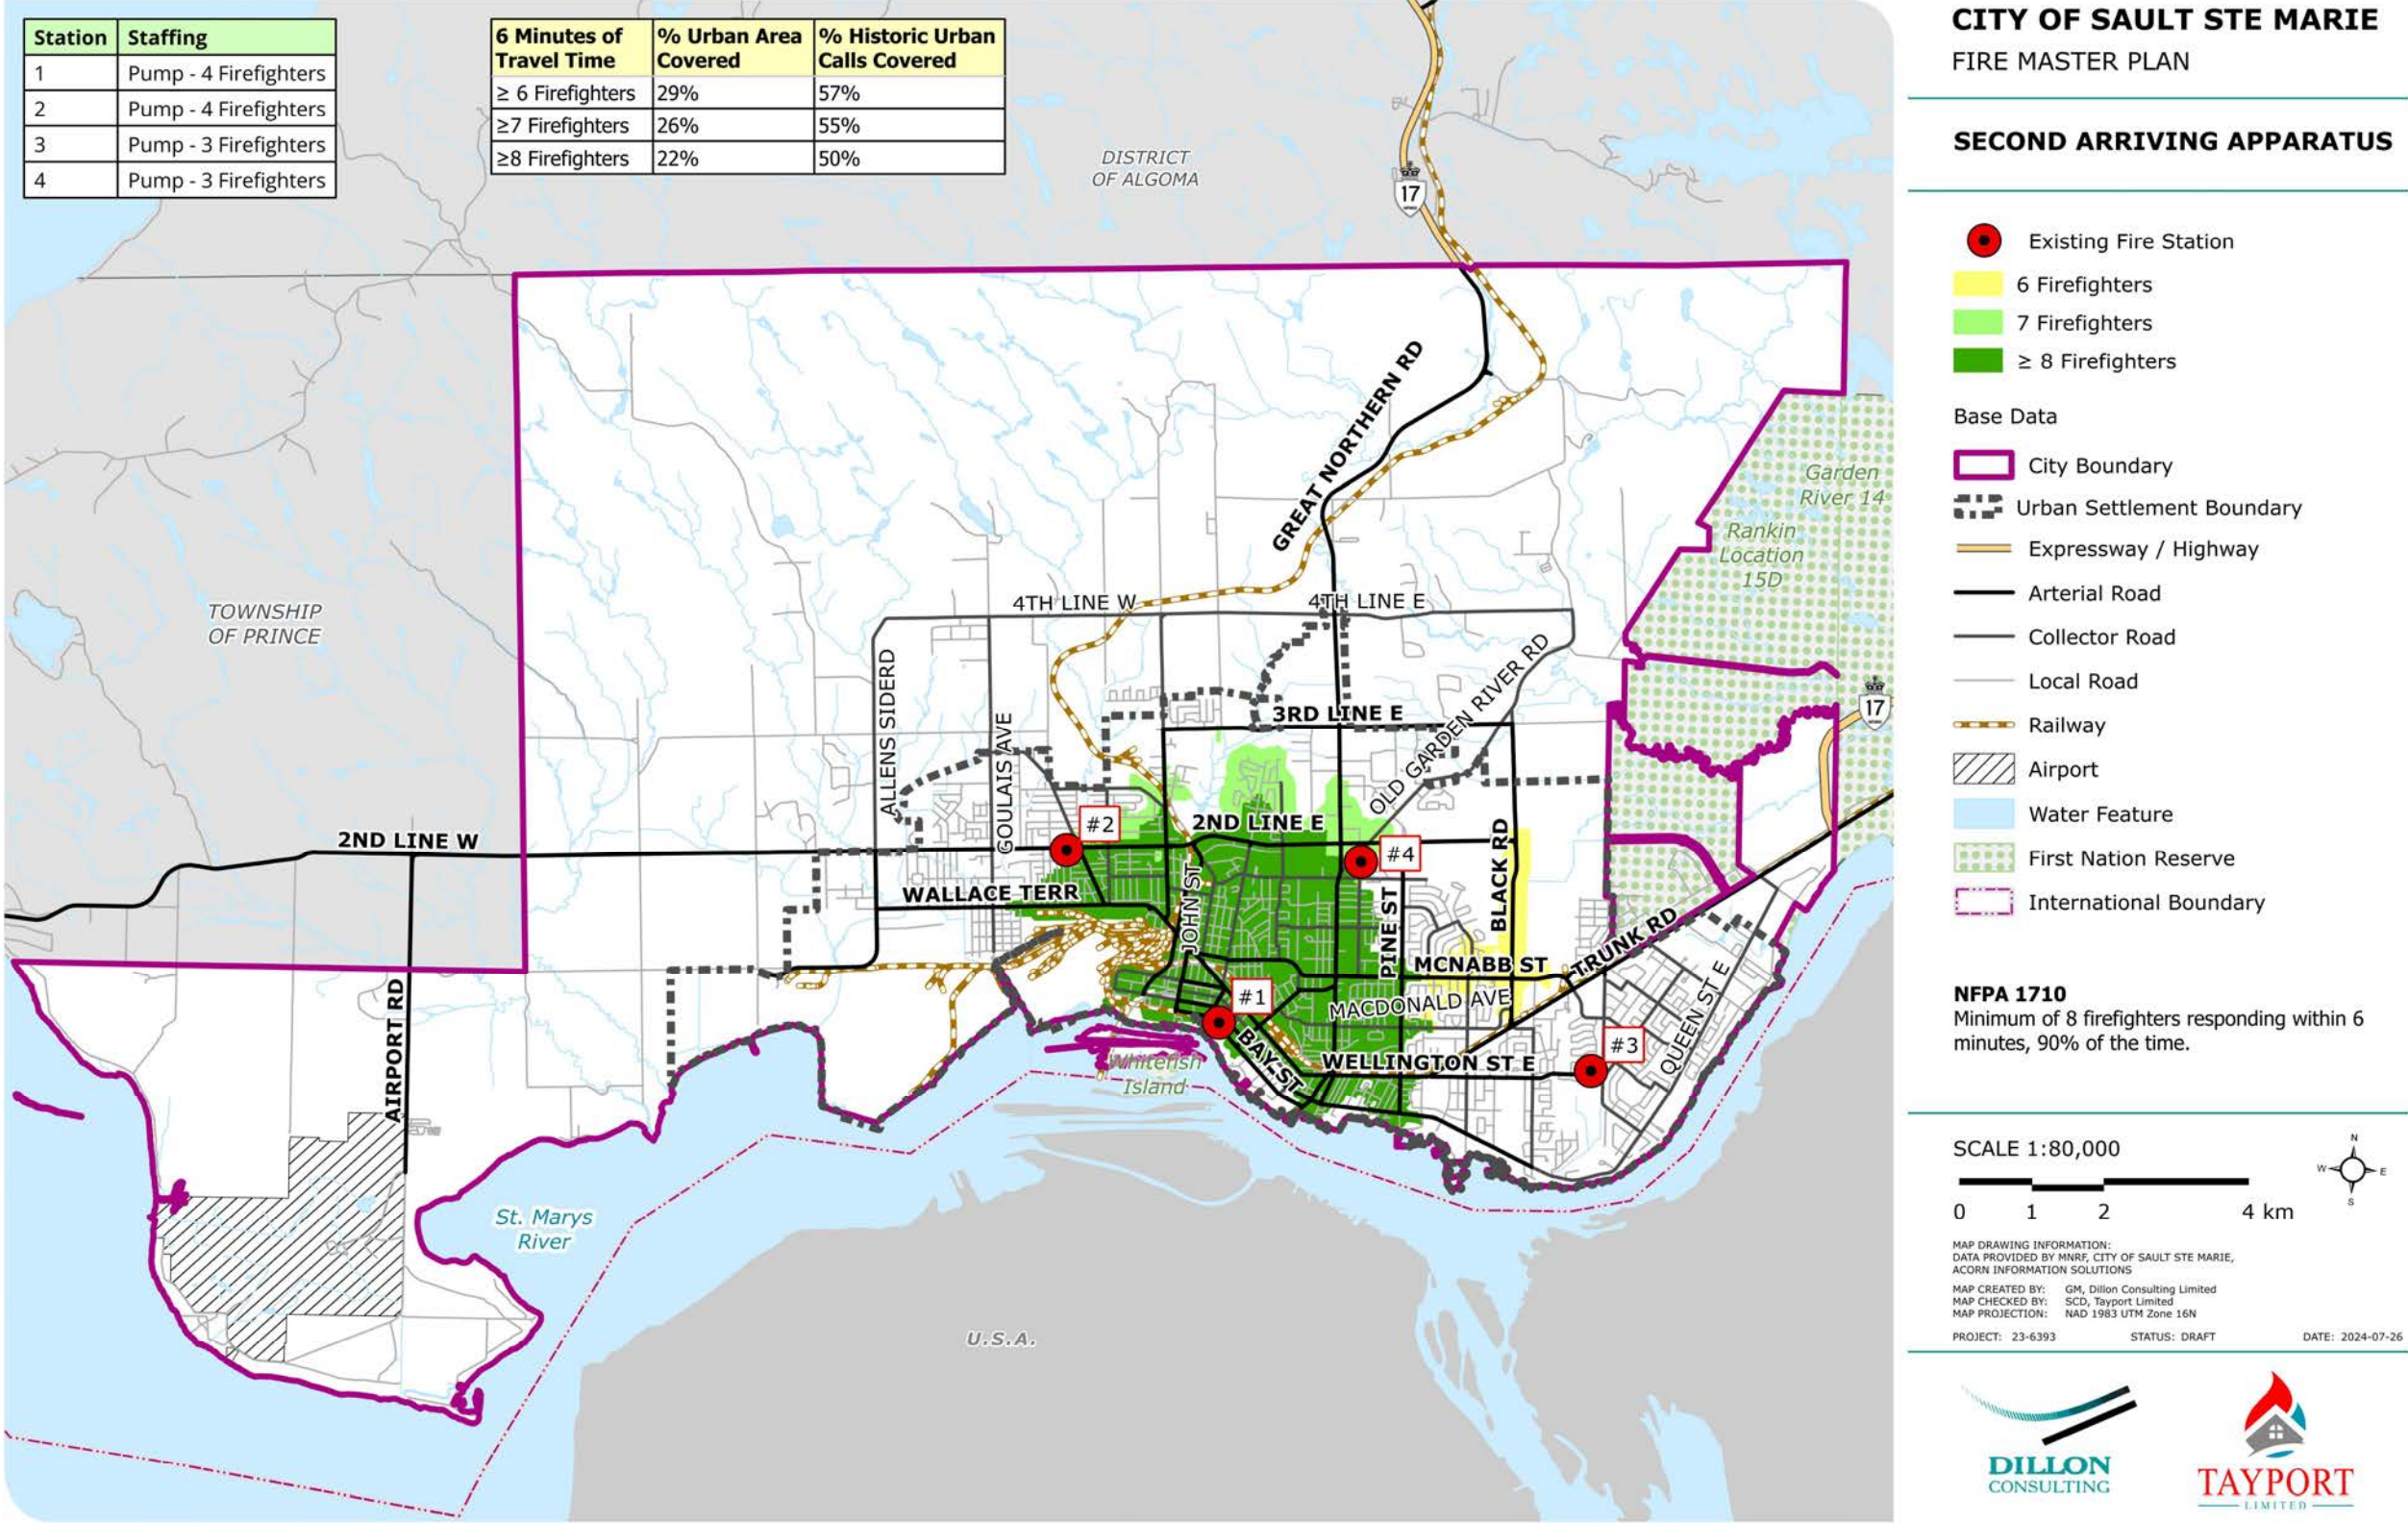 Station Staffing
1 Pump - 4 Firefighters
2 Pump - 4 Firefighters
3 Pump - 3 Firefighters
4 Pump - 3 Firefighters
6 Minutes of Travel Time % Urban Area Covered % Historic Urban Calls Covered
≥ 6 Firefighters 29% 57%
≥7 Firefighters 26% 55%
≥8 Firefighters 22% 50%
DISTRICT
OF ALGOMA
17
GREAT NORTHERN RD
Garden
River 14
Rankin
Location
15D
TOWNSHIP
OF PRINCE
4TH LINE W
4TH LINE E
ALLENS SIDERD
GOULAIS AVE
3RD LINE E
OLD GARDEN RIVER RD
17
2ND LINE W
#2
2ND LINE E
#4
BLACK RD
WALLACE TERR
JOHN ST
PINE ST
TRUNK RD
MCNABB ST
#1
MACDONALD AVE
QUEEN ST E
AIRPORT RD
BAY ST
WELLINGTON ST E
#3
Whitefish
Island
St. Marys
River
U.S.A.
CITY OF SAULT STE MARIE
FIRE MASTER PLAN
SECOND ARRIVING APPARATUS
Existing Fire Station
6 Firefighters
7 Firefighters
≥ 8 Firefighters
Base Data
City Boundary
Urban Settlement Boundary
Expressway / Highway
Arterial Road
Collector Road
Local Road
Railway
Airport
Water Feature
First Nation Reserve
International Boundary
NFPA 1710
Minimum of 8 firefighters responding within 6
minutes, 90% of the time.
SCALE 1:80,000
N
W E
S
0 1 2 4 km
MAP DRAWING INFORMATION:
DATA PROVIDED BY MNRF, CITY OF SAULT STE MARIE,
ACORN INFORMATION SOLUTIONS
MAP CREATED BY: GM, Dillon Consulting Limited
MAP CHECKED BY: SCD, Tayport Limited
MAP PROJECTION: NAD 1983 UTM Zone 16N
PROJECT: 23-6393 STATUS: DRAFT DATE: 2024-07-26
DILLON
CONSULTING
TAYPORT
LIMITED